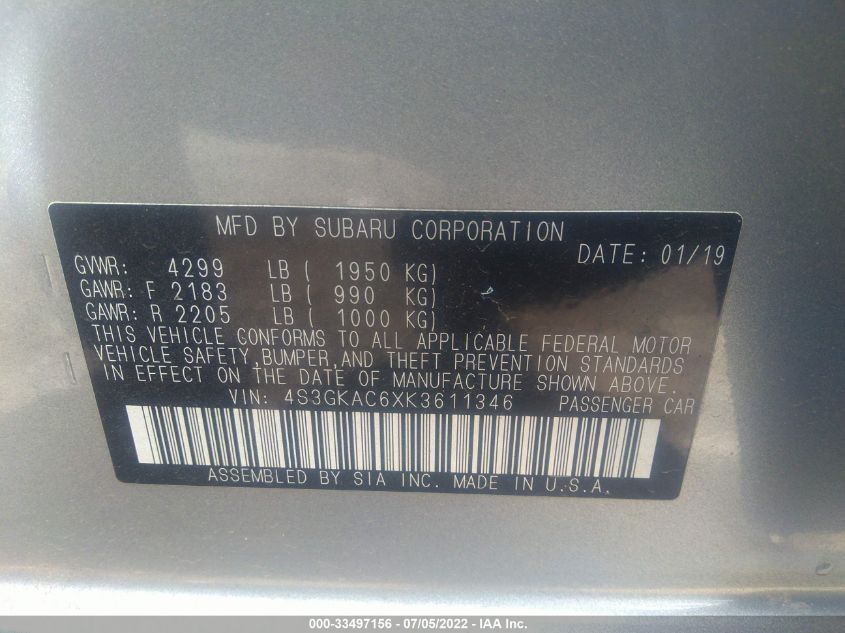 MFD BY SUBARU CORPORATION
DATE: 01/19
GVWR: 4299 LB ( 1950 KG)
GAWR: F 2183 LB ( 990 KG)
GAWR: R 2205 LB ( 1000 KG)
THIS VEHICLE CONFORMS TO ALL APPLICABLE FEDERAL MOTOR
VEHICLE SAFETY, BUMPER, AND THEFT PREVENTION STANDARDS
IN EFFECT ON THE DATE OF MANUFACTURE SHOWN ABOVE.
VIN: 4S3GKAC6XK3611346 PASSENGER CAR
ASSEMBLED BY SIA INC. MADE IN U.S.A.
000-33497156 - 07/05/2022 - IAA Inc.